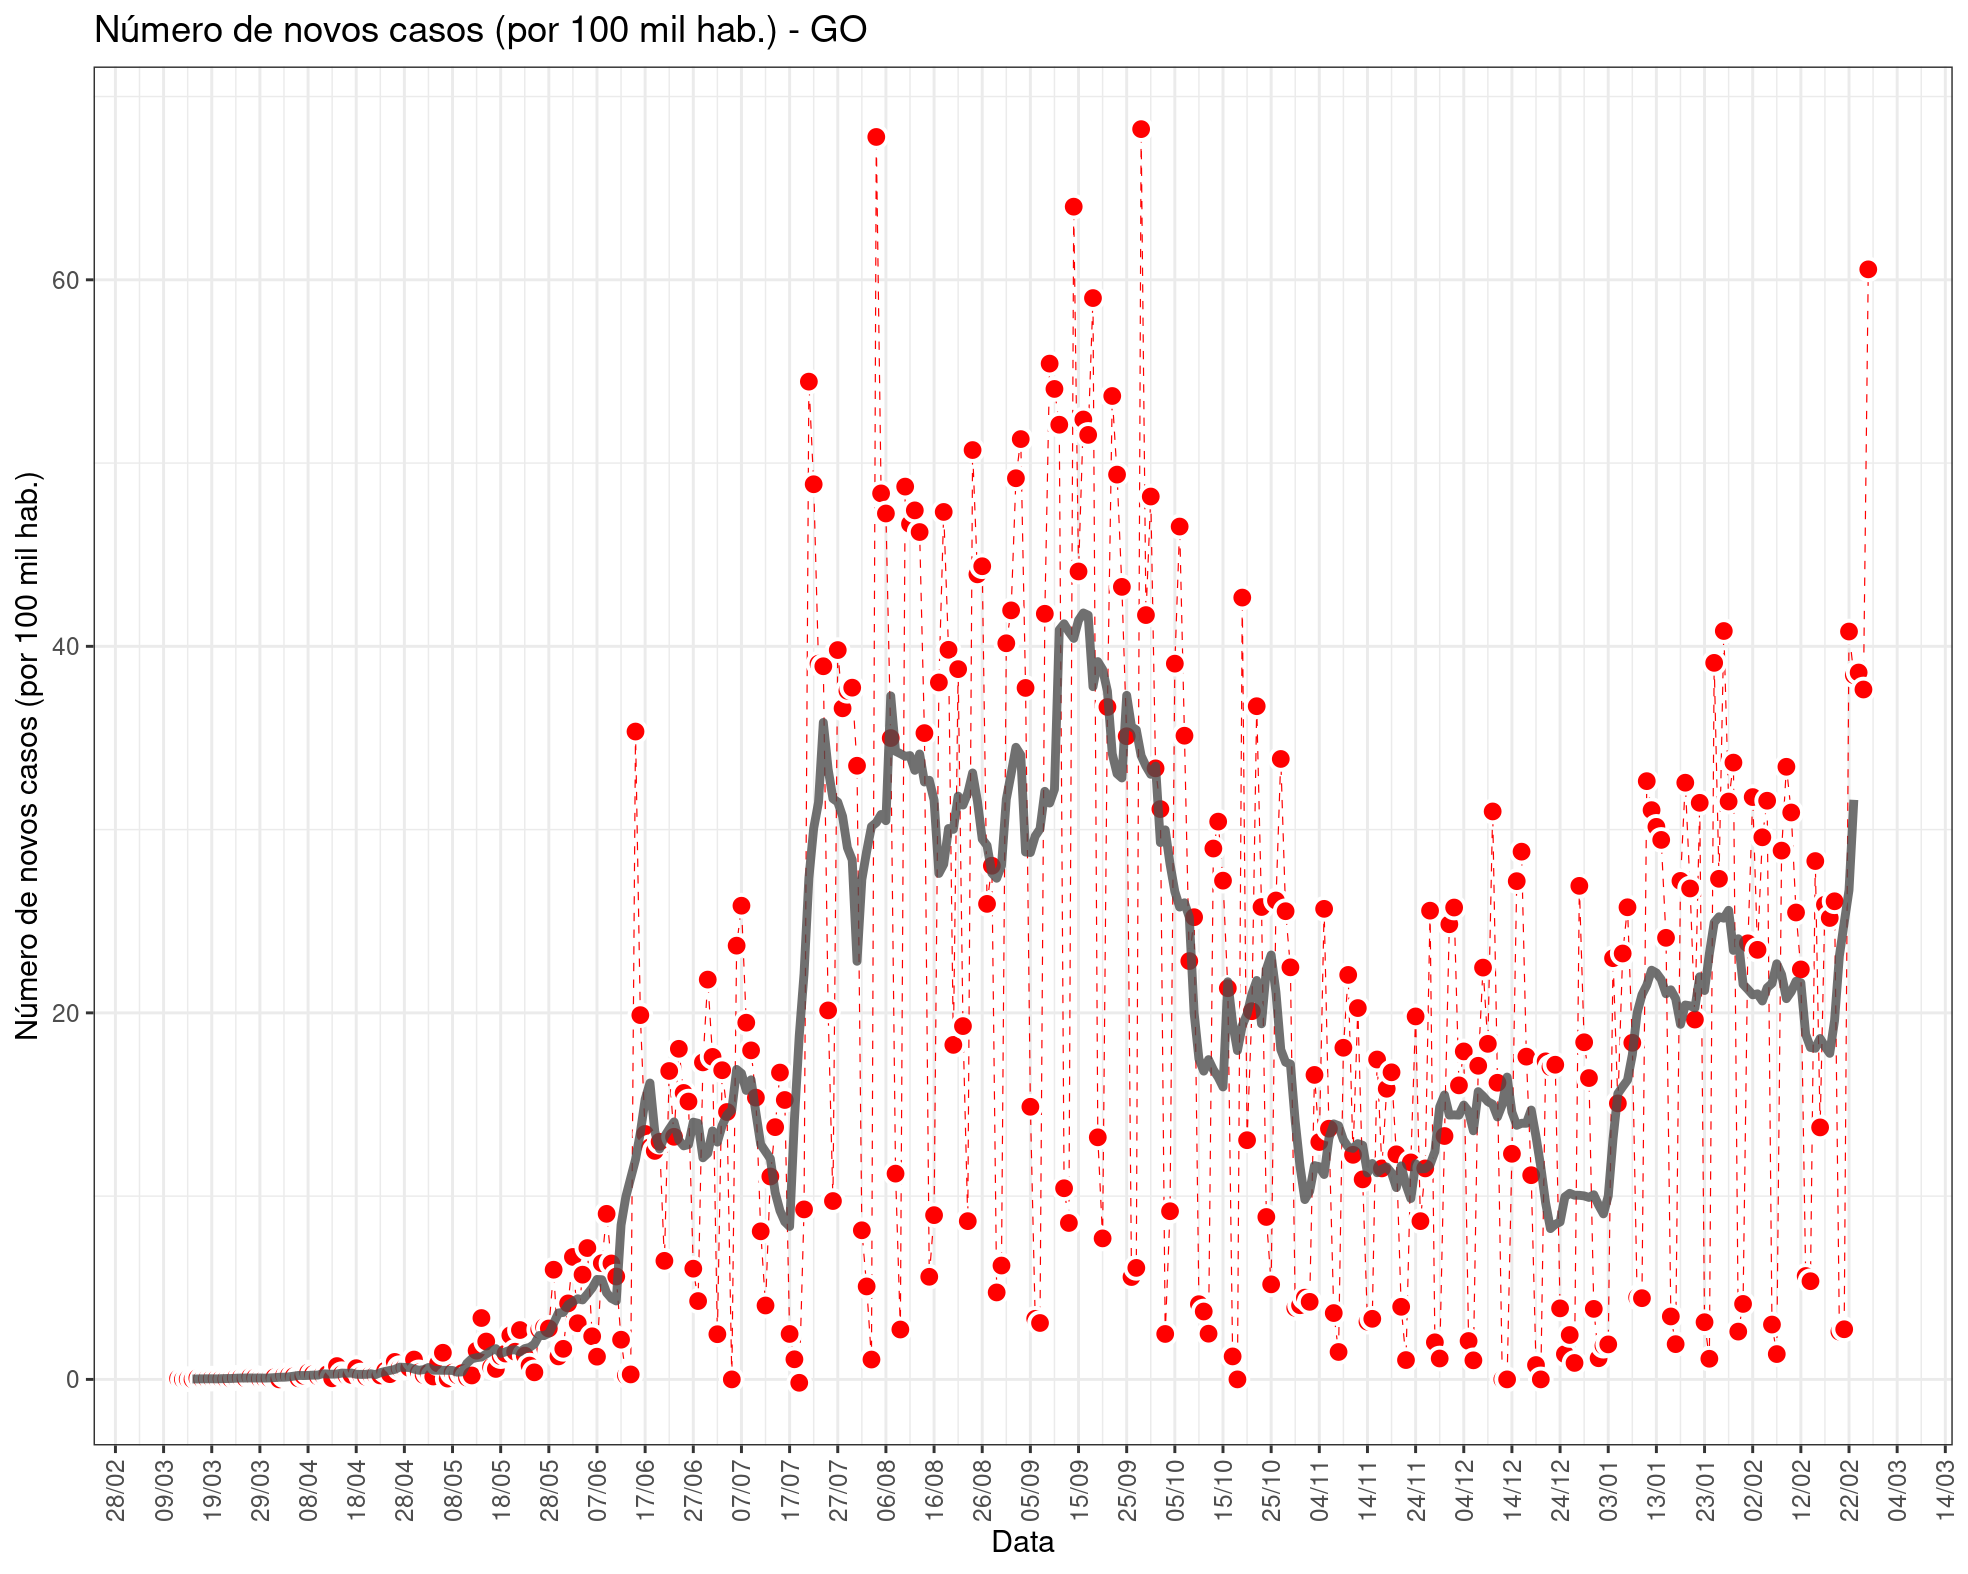 Número de novos casos (por 100 mil hab.) - GO
Número de novos casos (por 100 mil hab.)
60
40
20
0
28/02 09/03 19/03 29/03 08/04 18/04 28/04 08/05 18/05 28/05 07/06 17/06 27/06 07/07 17/07 27/07 06/08 16/08 26/08 05/09 15/09 25/09 05/10 15/10 25/10 04/11 14/11 24/11 04/12 14/12 24/12 03/01 13/01 23/01 02/02 12/02 22/02 04/03 14/03
Data